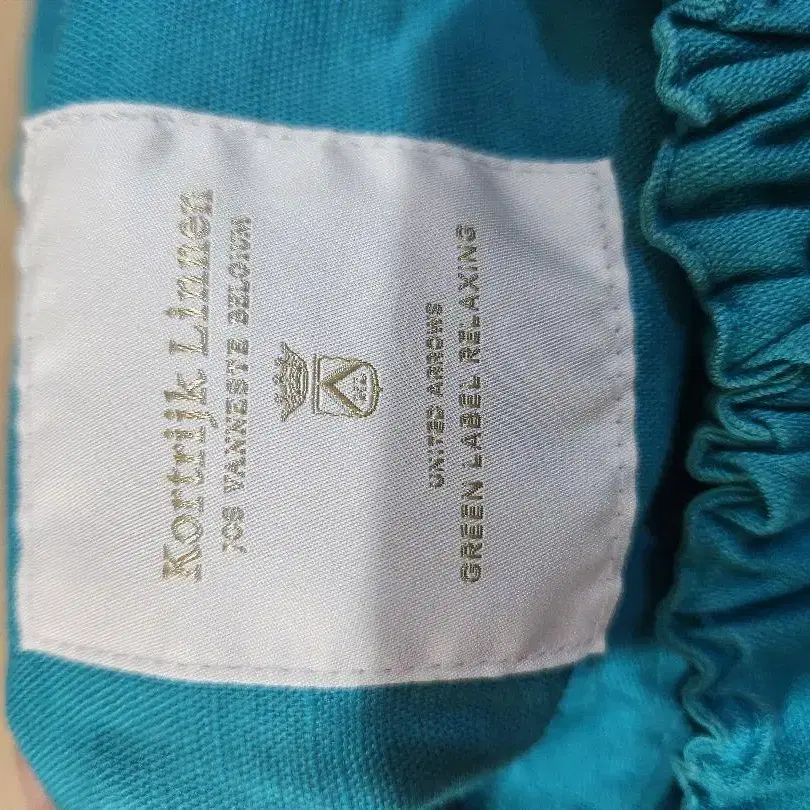 Kortrijk Linnen
JOS VANNESTE BELGIUM
UNITED ARROWS
GREEN LABEL RELAXING